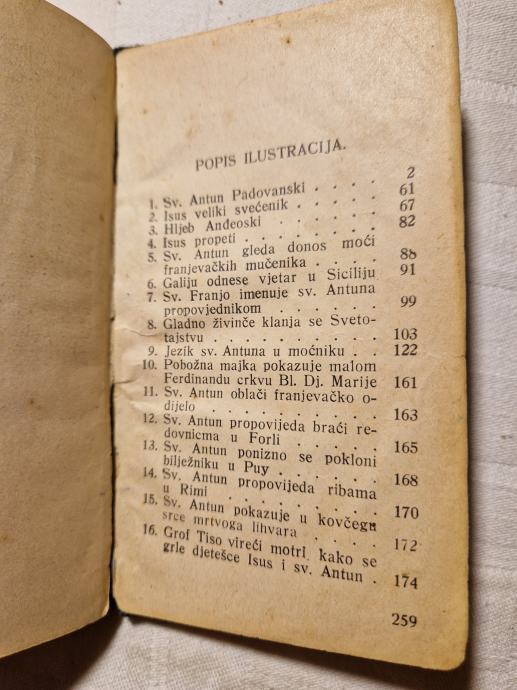 POPIS ILUSTRACIJA.
1. Sv. Antun Padovanski . . . . 2
2. Isus veliki svećenik . . . . 61
3. Hljeb Anđeoski . . . . . 67
4. Isus propeti . . . . . . . 82
5. Sv. Antun gleda donos moći
franjevačkih mučenika . . . 88
6. Galiju odnese vjetar u Siciliju 91
7. Sv. Franjo imenuje sv. Antuna
propovjednikom . . . . . . 99
8. Gladno živinče klanja se Sveto-
tajstvu . . . . . . . . . 103
9. Jezik sv. Antuna u moćniku . . 122
10. Pobožna majka pokazuje malom
Ferdinandu crkvu Bl. Dj. Marije 161
11. Sv. Antun oblači franjevačko o-
dijelo . . . . . . . . . 163
12. Sv. Antun propovijeda braći re-
dovnicma u Forli . . . . . 165
13. Sv. Antun ponizno se pokloni
bilježniku u Puy . . . . . 168
14. Sv. Antun propovijeda ribama
u Rimi . . . . . . . . 170
15. Sv. Antun pokazuje u kovčegu
srce mrtvoga lihvara . . . . 172
16. Grof Tiso vireći motri, kako se
grle djetešce Isus i sv. Antun . 174
259